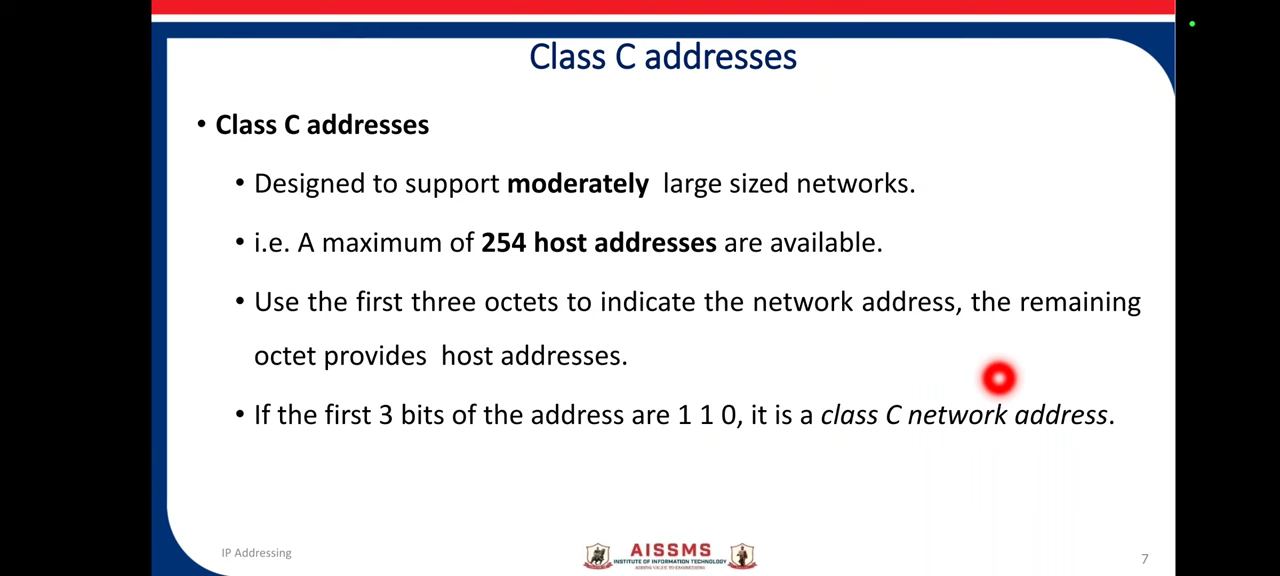 Class C addresses
• Class C addresses
• Designed to support moderately large sized networks.
• i.e. A maximum of 254 host addresses are available.
• Use the first three octets to indicate the network address, the remaining
octet provides host addresses.
• If the first 3 bits of the address are 1 1 0, it is a class C network address.
IP Addressing
AISSMS
INSTITUTE OF INFORMATION TECHNOLOGY
7